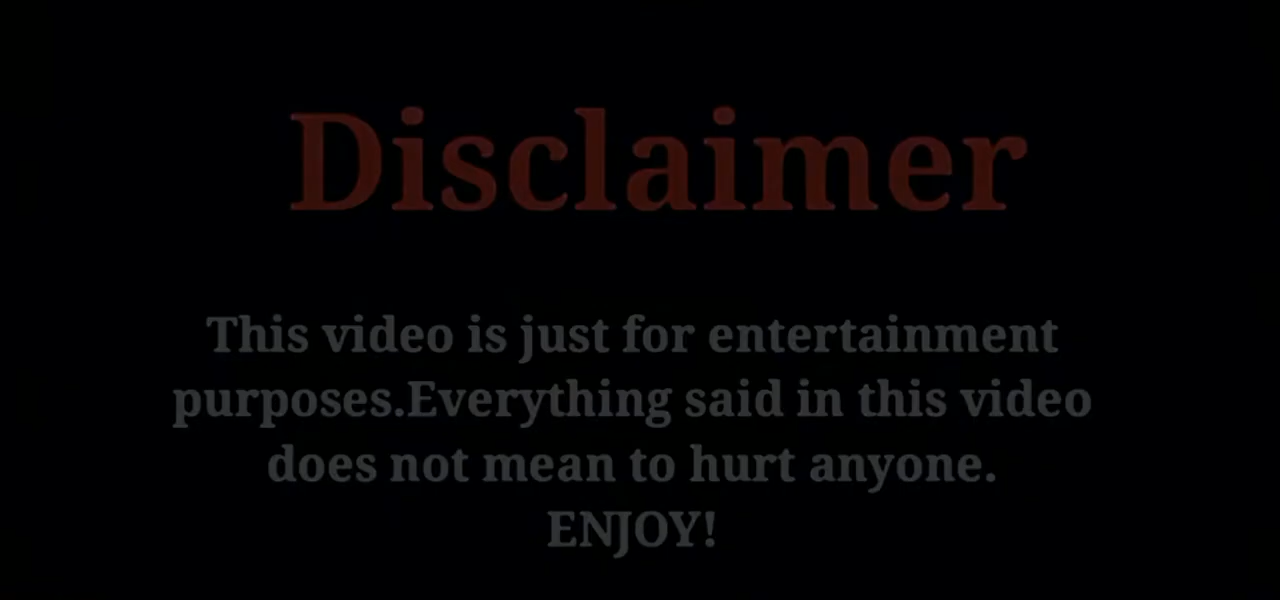 Disclaimer
This video is just for entertainment
purposes.Everything said in this video
does not mean to hurt anyone.
ENJOY!